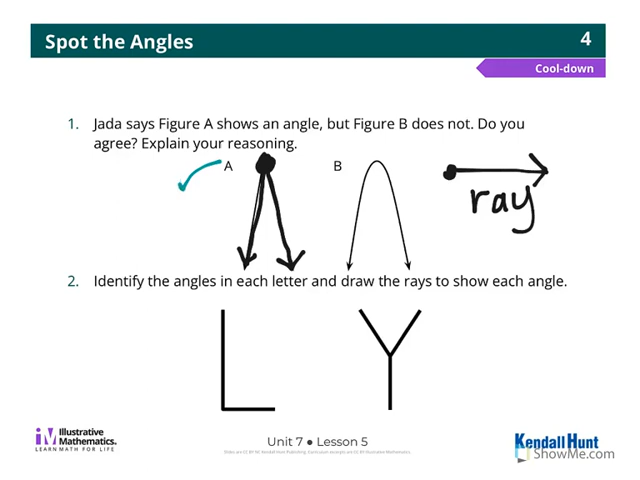 Spot the Angles
4
Cool-down
1. Jada says Figure A shows an angle, but Figure B does not. Do you
agree? Explain your reasoning.
A
B
ray
2. Identify the angles in each letter and draw the rays to show each angle.
L Y
Illustrative
Mathematics.
LEARN MATH FOR LIFE
Unit 7 ● Lesson 5
Kendall Hunt
ShowMe.com